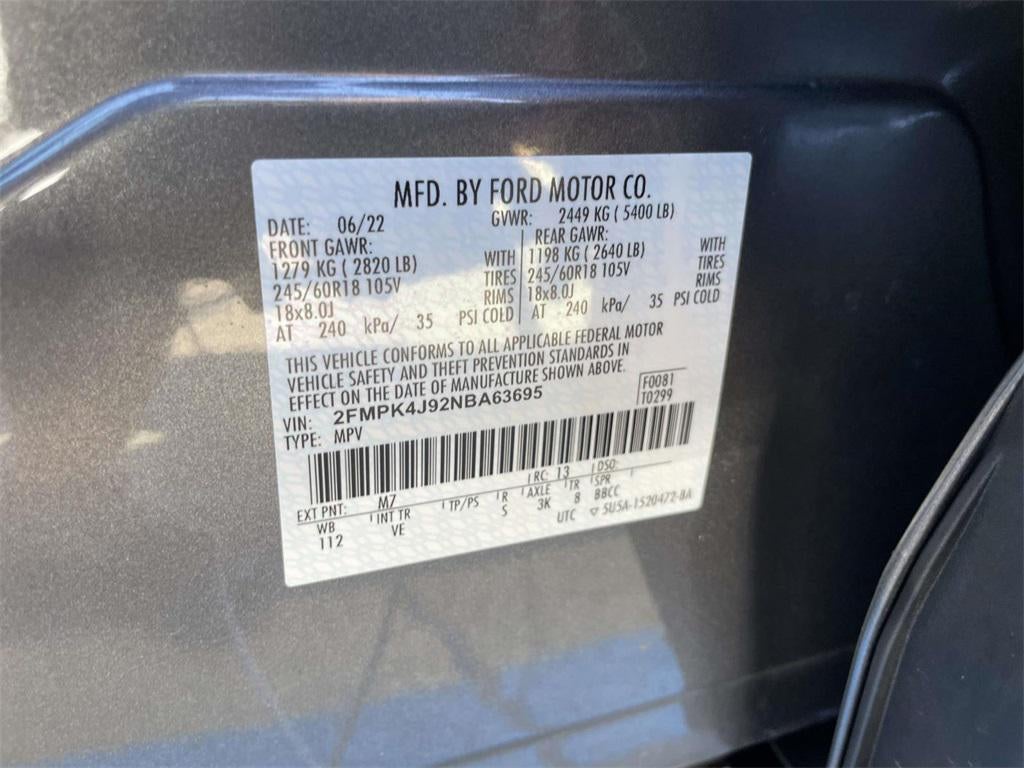 MFD. BY FORD MOTOR CO.
DATE: 06/22 GVWR: 2449 KG ( 5400 LB)
FRONT GAWR: REAR GAWR:
1279 KG ( 2820 LB) WITH 1198 KG ( 2640 LB) WITH
245/60R18 105V TIRES 245/60R18 105V TIRES
18x8.0J RIMS 18x8.0J RIMS
AT 240 kPa/ 35 PSI COLD AT 240 kPa/ 35 PSI COLD
THIS VEHICLE CONFORMS TO ALL APPLICABLE FEDERAL MOTOR
VEHICLE SAFETY AND THEFT PREVENTION STANDARDS IN
EFFECT ON THE DATE OF MANUFACTURE SHOWN ABOVE.
VIN: 2FMPK4J92NBA63695 F0081
TYPE: MPV T0299
EXT PNT: M7 RC: 13 DSO:
WB INT TR TP/PS R AXLE TR SPR
112 VE S 3K 8 BBCC
UTC ▽ 5U5A-1520472-BA